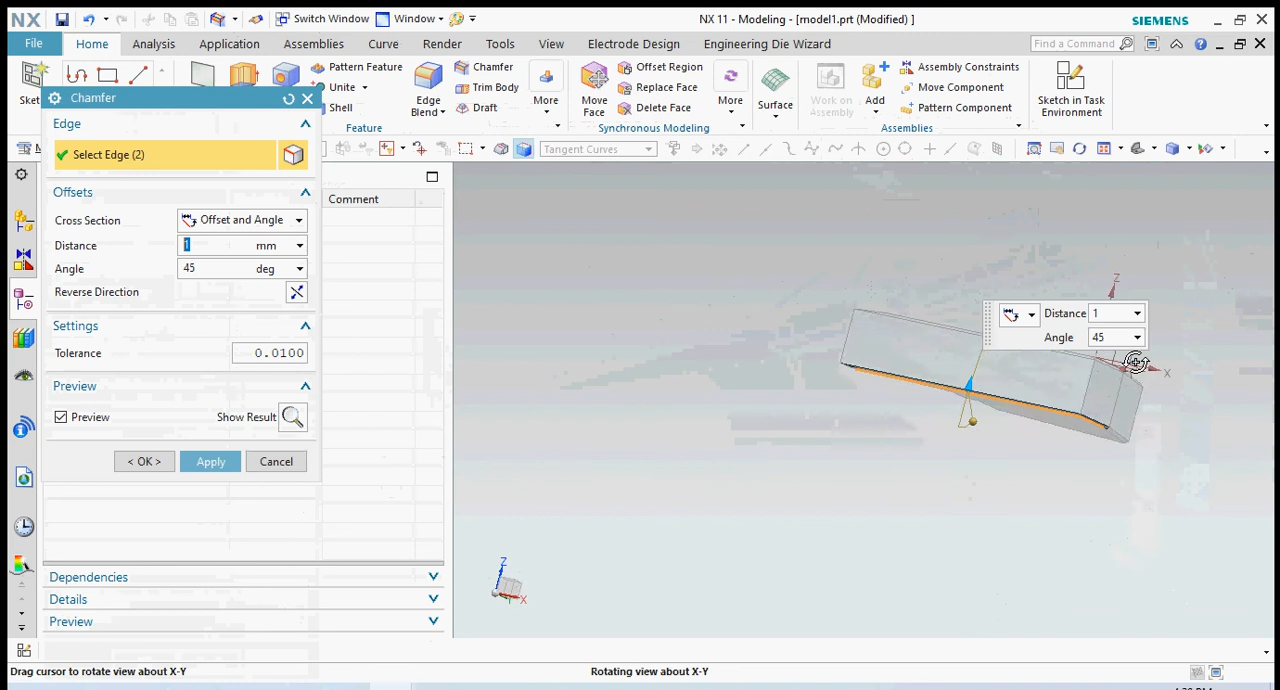 NX Switch Window Window NX 11 - Modeling - [model1.prt (Modified) ] SIEMENS
File Home Analysis Application Assemblies Curve Render Tools View Electrode Design Engineering Die Wizard Find a Command
Pattern Feature Chamfer Offset Region Assembly Constraints
Unite Trim Body Replace Face Move Component
Shell Draft Delete Face Pattern Component
Edge Blend More Move Face More Surface Work on Assembly Add Sketch in Task Environment
Feature Synchronous Modeling Assemblies
Chamfer
Tangent Curves
Edge
Select Edge (2)
Offsets
Comment
Cross Section Offset and Angle
Distance 1 mm
Angle 45 deg
Reverse Direction
Settings
Tolerance 0.0100
Preview
Preview Show Result
< OK > Apply Cancel
Z
Distance 1
Angle 45
X
Z
X
Dependencies
Details
Preview
Drag cursor to rotate view about X-Y Rotating view about X-Y